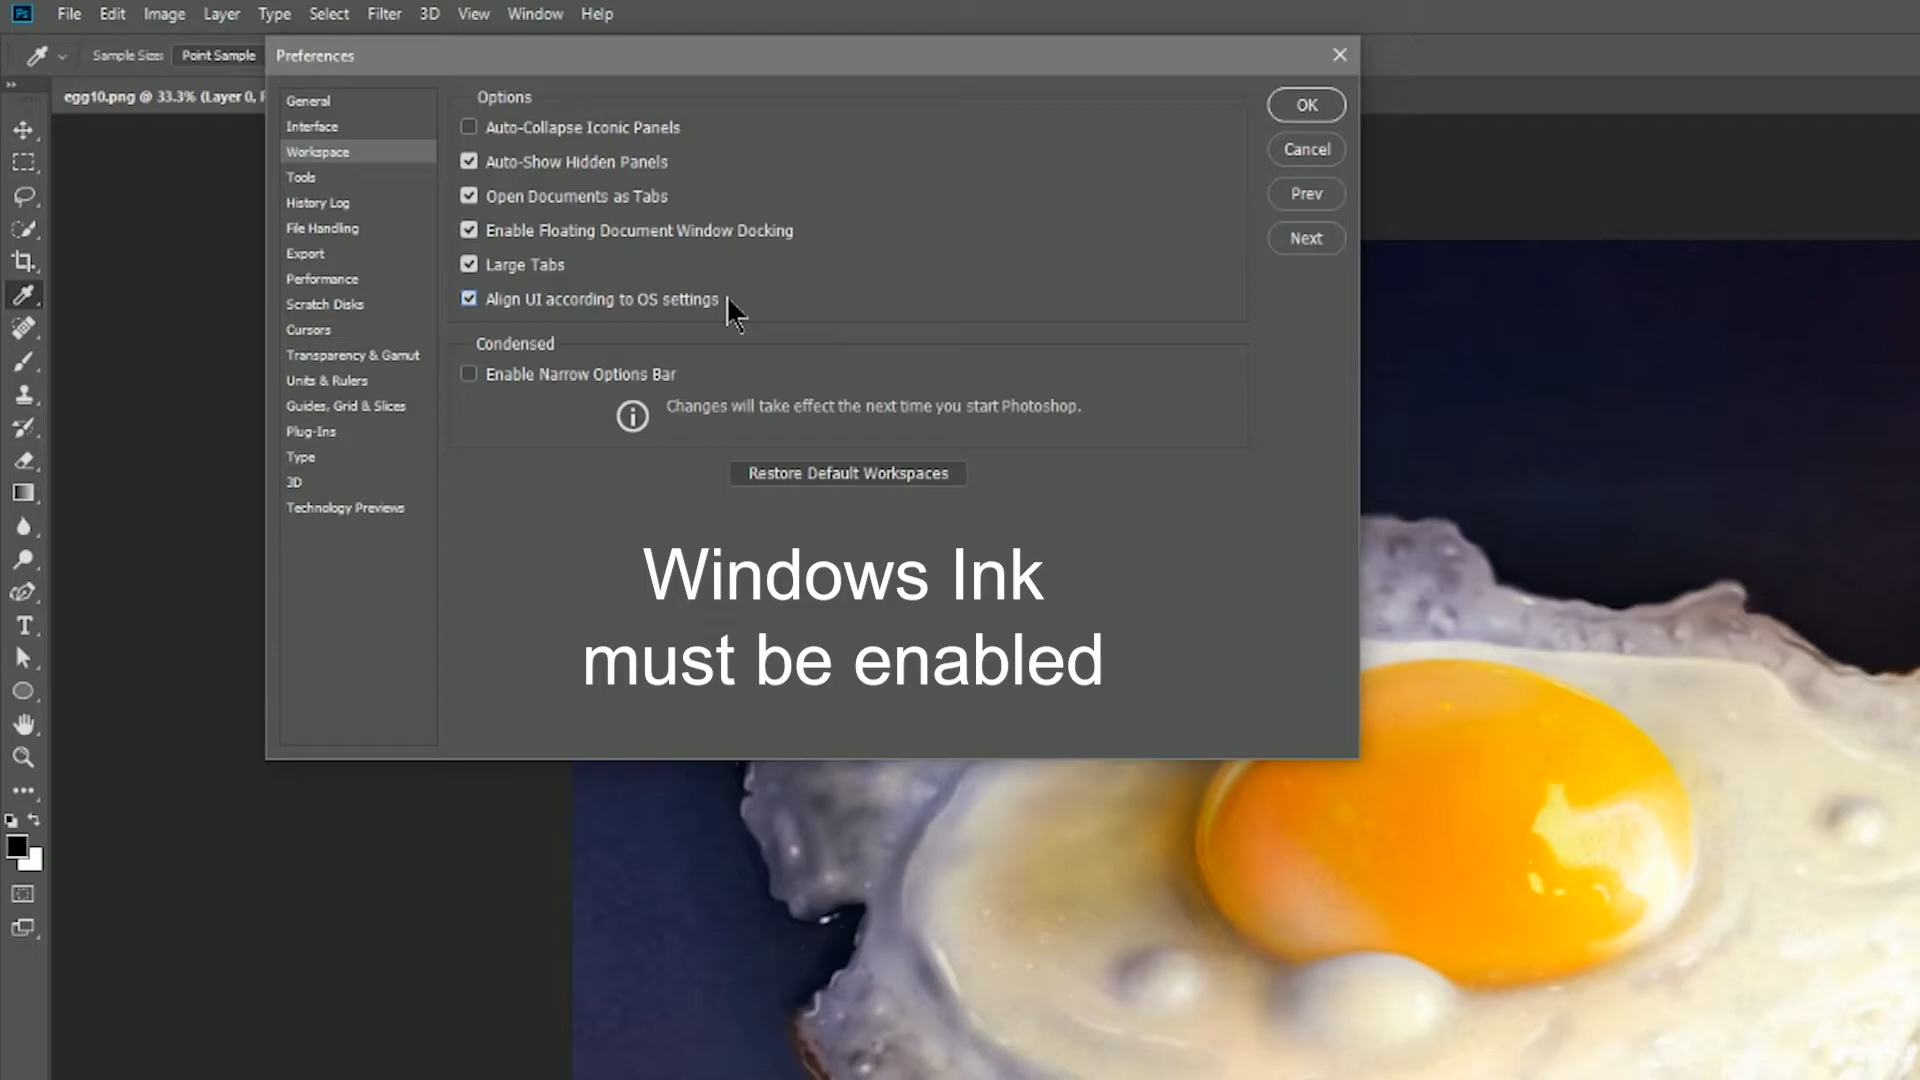 Ps File Edit Image Layer Type Select Filter 3D View Window Help
Sample Size: Point Sample
Preferences
egg10.png @ 33.3% (Layer 0,
General
Interface
Workspace
Tools
History Log
File Handling
Export
Performance
Scratch Disks
Cursors
Transparency & Gamut
Units & Rulers
Guides, Grid & Slices
Plug-Ins
Type
3D
Technology Previews
Options
Auto-Collapse Iconic Panels
Auto-Show Hidden Panels
Open Documents as Tabs
Enable Floating Document Window Docking
Large Tabs
Align UI according to OS settings
Condensed
Enable Narrow Options Bar
Changes will take effect the next time you start Photoshop.
Restore Default Workspaces
OK
Cancel
Prev
Next
Windows Ink
must be enabled